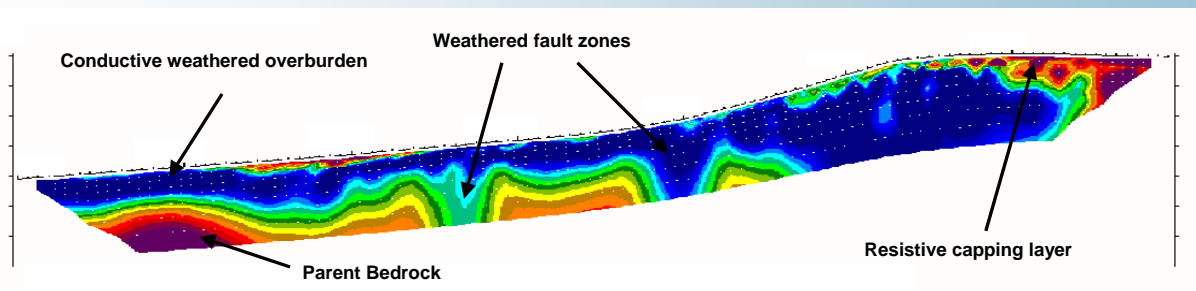 Weathered fault zones
Conductive weathered overburden
Resistive capping layer
Parent Bedrock